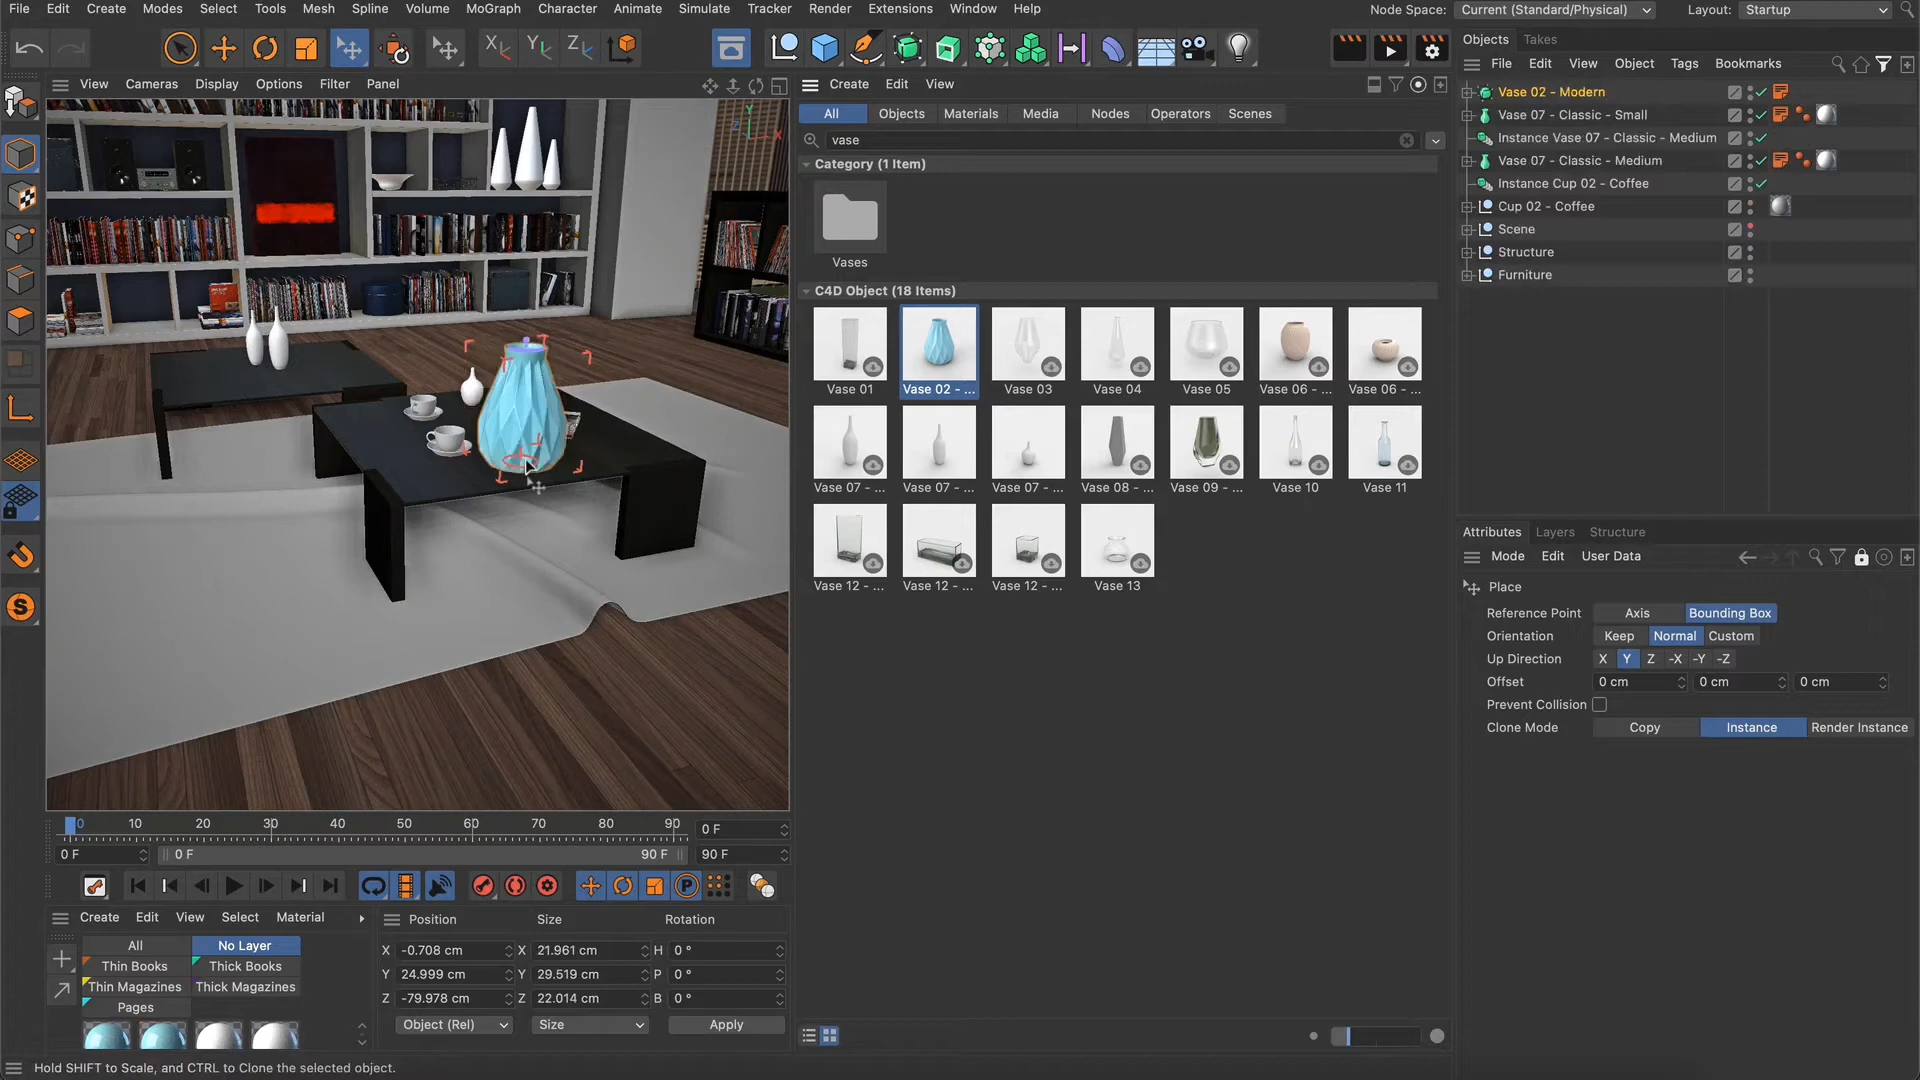 File Edit Create Modes Select Tools Mesh Spline Volume MoGraph Character Animate Simulate Tracker Render Extensions Window Help
Node Space: Current (Standard/Physical) Layout: Startup
X Y Z
View Cameras Display Options Filter Panel
Create Edit View
All Objects Materials Media Nodes Operators Scenes
vase
Category (1 Item)
Vases
C4D Object (18 Items)
Vase 01 Vase 02 - ... Vase 03 Vase 04 Vase 05 Vase 06 - ... Vase 06 - ...
Vase 07 - ... Vase 07 - ... Vase 07 - ... Vase 08 - ... Vase 09 - ... Vase 10 Vase 11
Vase 12 - ... Vase 12 - ... Vase 12 - ... Vase 13
Objects Takes
File Edit View Object Tags Bookmarks
Vase 02 - Modern
Vase 07 - Classic - Small
Instance Vase 07 - Classic - Medium
Vase 07 - Classic - Medium
Instance Cup 02 - Coffee
Cup 02 - Coffee
Scene
Structure
Furniture
Attributes Layers Structure
Mode Edit User Data
Place
Reference Point Axis Bounding Box
Orientation Keep Normal Custom
Up Direction X Y Z -X -Y -Z
Offset 0 cm 0 cm 0 cm
Prevent Collision
Clone Mode Copy Instance Render Instance
0 10 20 30 40 50 60 70 80 90 0 F
0 F 0 F 90 F 90 F
P
Create Edit View Select Material
All No Layer
Thin Books Thick Books
Thin Magazines Thick Magazines
Pages
Position Size Rotation
X -0.708 cm X 21.961 cm H 0 °
Y 24.999 cm Y 29.519 cm P 0 °
Z -79.978 cm Z 22.014 cm B 0 °
Object (Rel) Size Apply
Hold SHIFT to Scale, and CTRL to Clone the selected object.